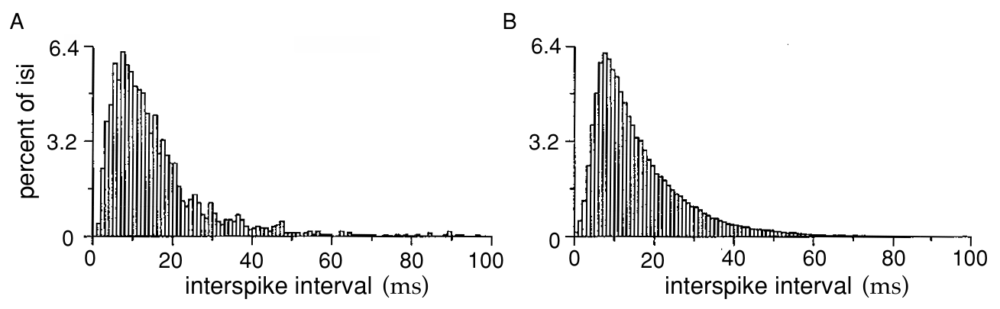 A
B
6.4
3.2
0
percent of isi
0 20 40 60 80 100
interspike interval (ms)
6.4
3.2
0
0 20 40 60 80 100
interspike interval (ms)